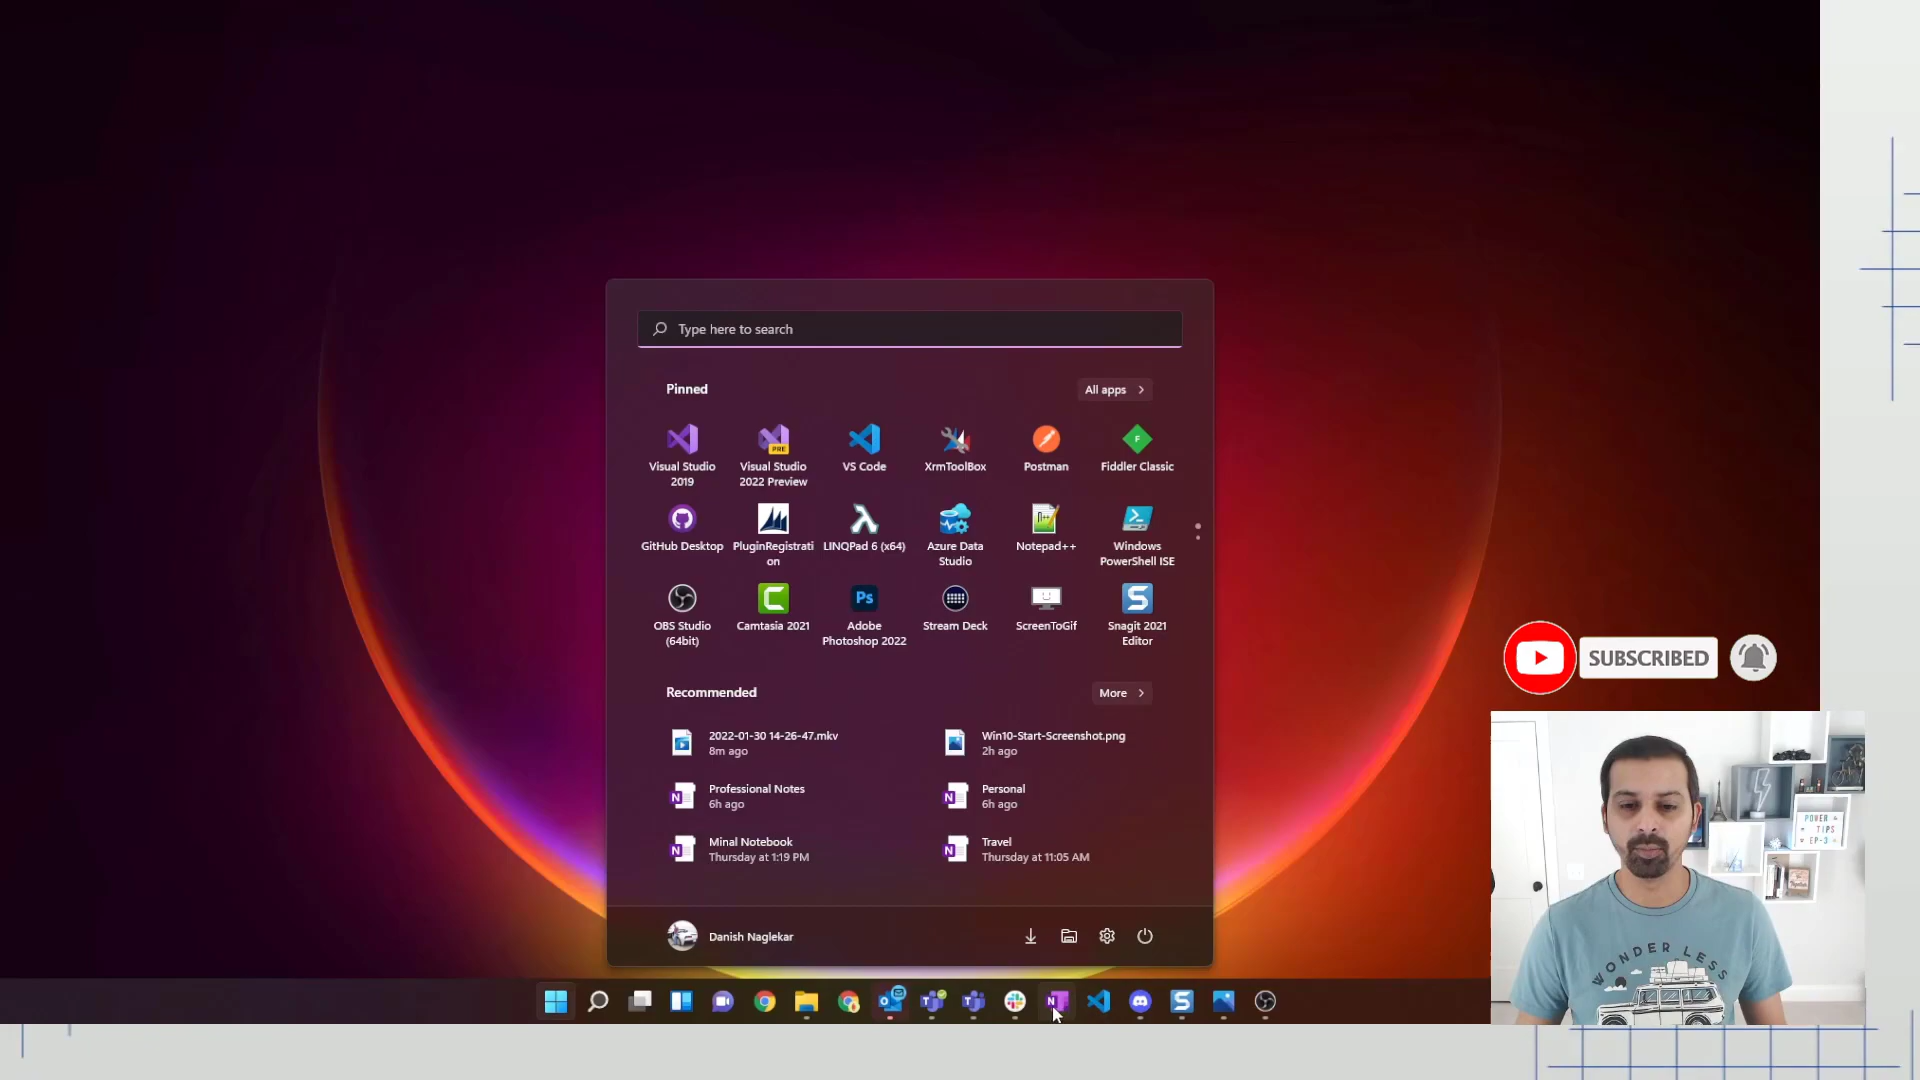 Type here to search
Pinned
All apps
Visual Studio
2019
Visual Studio
2022 Preview
VS Code
XrmToolBox
Postman
Fiddler Classic
GitHub Desktop
PluginRegistrati
on
LINQPad 6 (x64)
Azure Data
Studio
Notepad++
Windows
PowerShell ISE
OBS Studio
(64bit)
Camtasia 2021
Adobe
Photoshop 2022
Stream Deck
ScreenToGif
Snagit 2021
Editor
Recommended
More
2022-01-30 14-26-47.mkv
8m ago
Win10-Start-Screenshot.png
2h ago
Professional Notes
6h ago
Personal
6h ago
Minal Notebook
Thursday at 1:19 PM
Travel
Thursday at 11:05 AM
Danish Naglekar
SUBSCRIBED
POWER
TIPS
EP-3
WONDER LESS